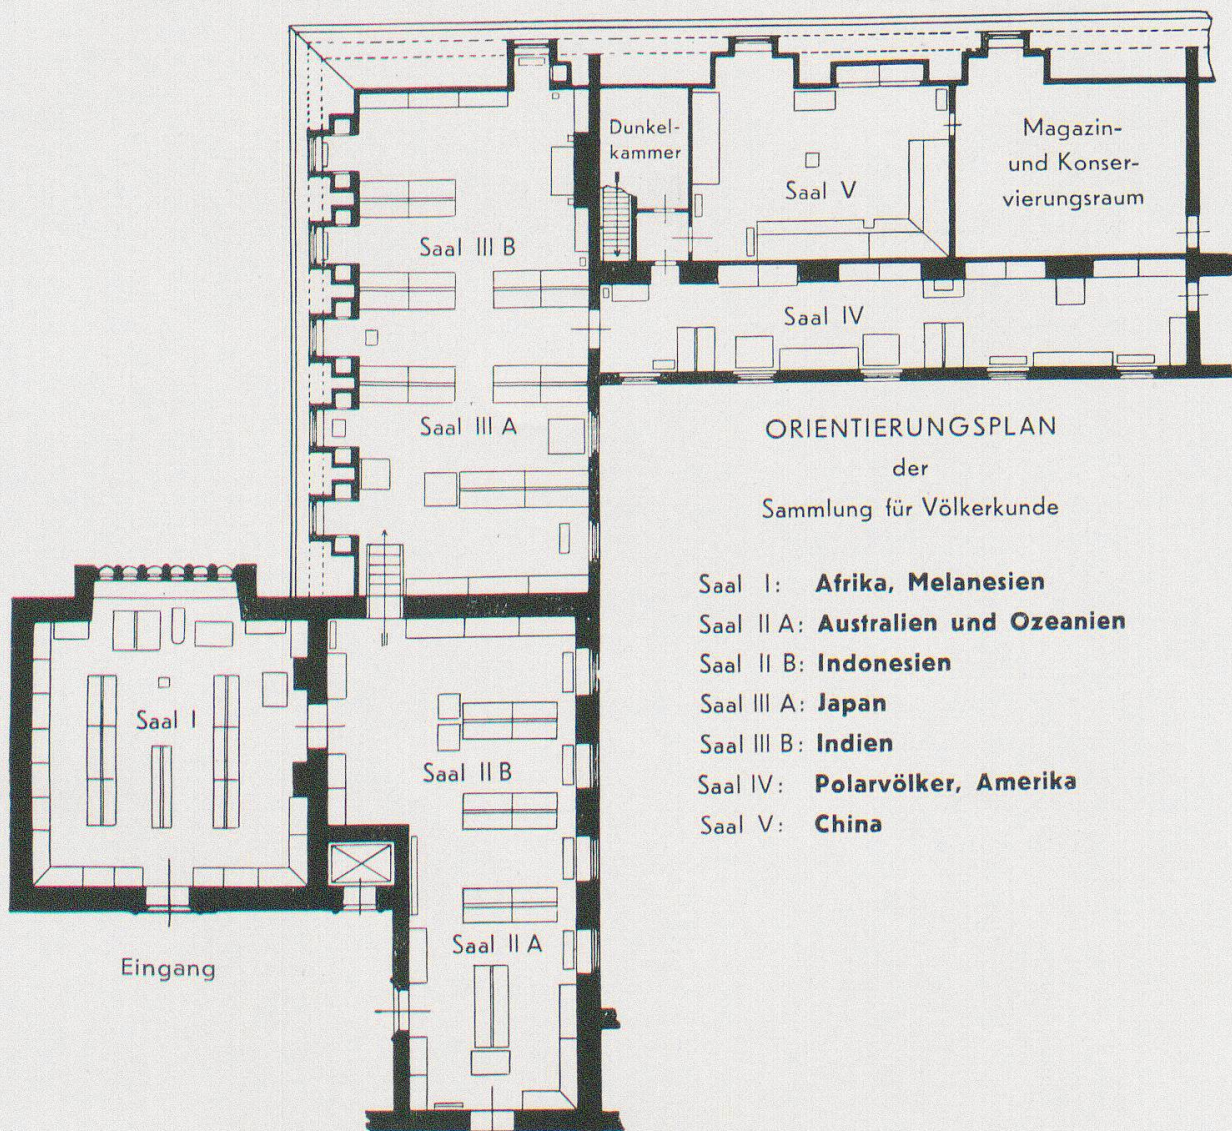 Dunkel-
kammer
Saal V
Magazin-
und Konser-
vierungsraum
Saal III B
Saal IV
Saal III A
ORIENTIERUNGSPLAN
der
Sammlung für Völkerkunde
Saal I: Afrika, Melanesien
Saal II A: Australien und Ozeanien
Saal II B: Indonesien
Saal III A: Japan
Saal III B: Indien
Saal IV: Polarvölker, Amerika
Saal V: China
Saal I
Saal II B
Saal II A
Eingang